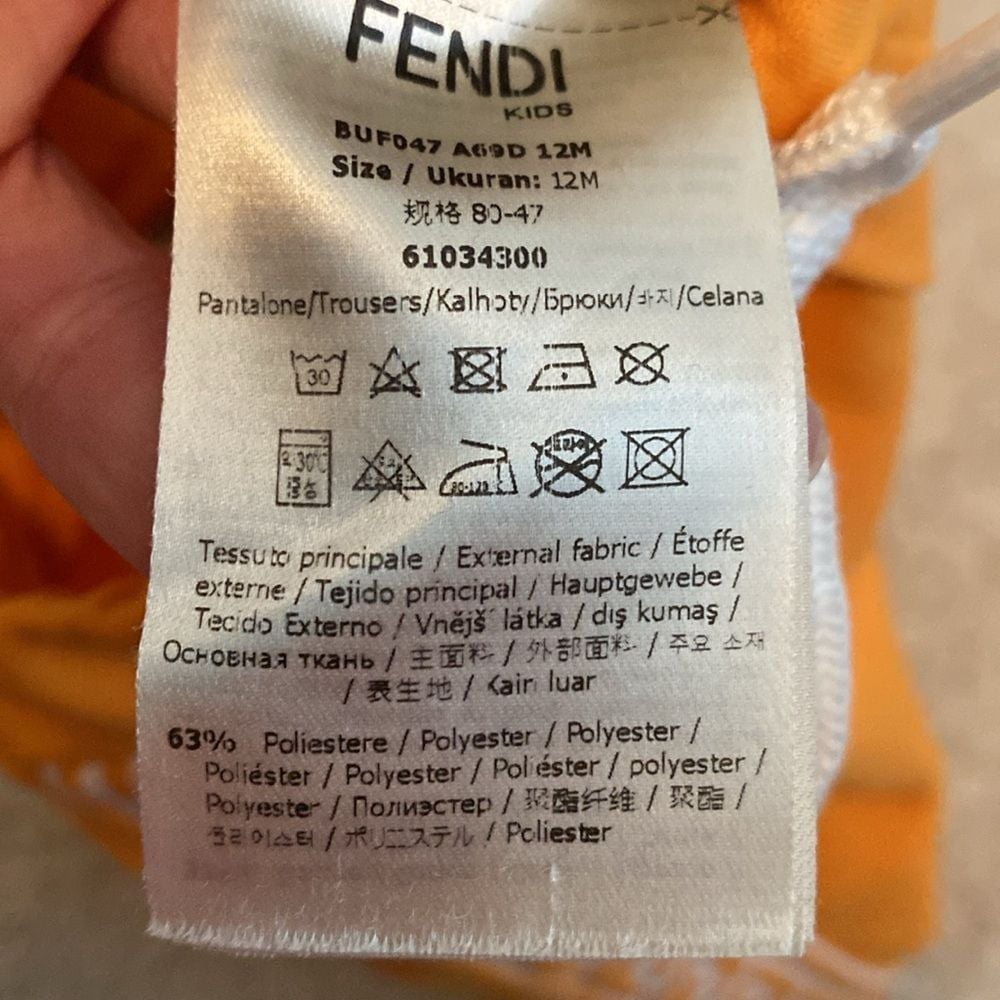 FENDI
KIDS
BUF047 A69D 12M
Size / Ukuran: 12M
规格 80-47
61034300
Pantalone/Trousers/Kalhoty/Брюки/바지/Celana
30
80-120
Tessuto principale / External fabric / Étoffe
externe / Tejido principal / Hauptgewebe /
Tecido Externo / Vnější látka / dış kumaş /
Основная ткань / 主面料 / 外部面料 / 주요 소재
/ 表生地 / Kain luar
63% Poliestere / Polyester / Polyester /
Poliéster / Polyester / Poliéster / polyester /
Polyester / Полиэстер / 聚酯纤维 / 聚酯 /
폴리에스터 / ポリエステル / Poliester